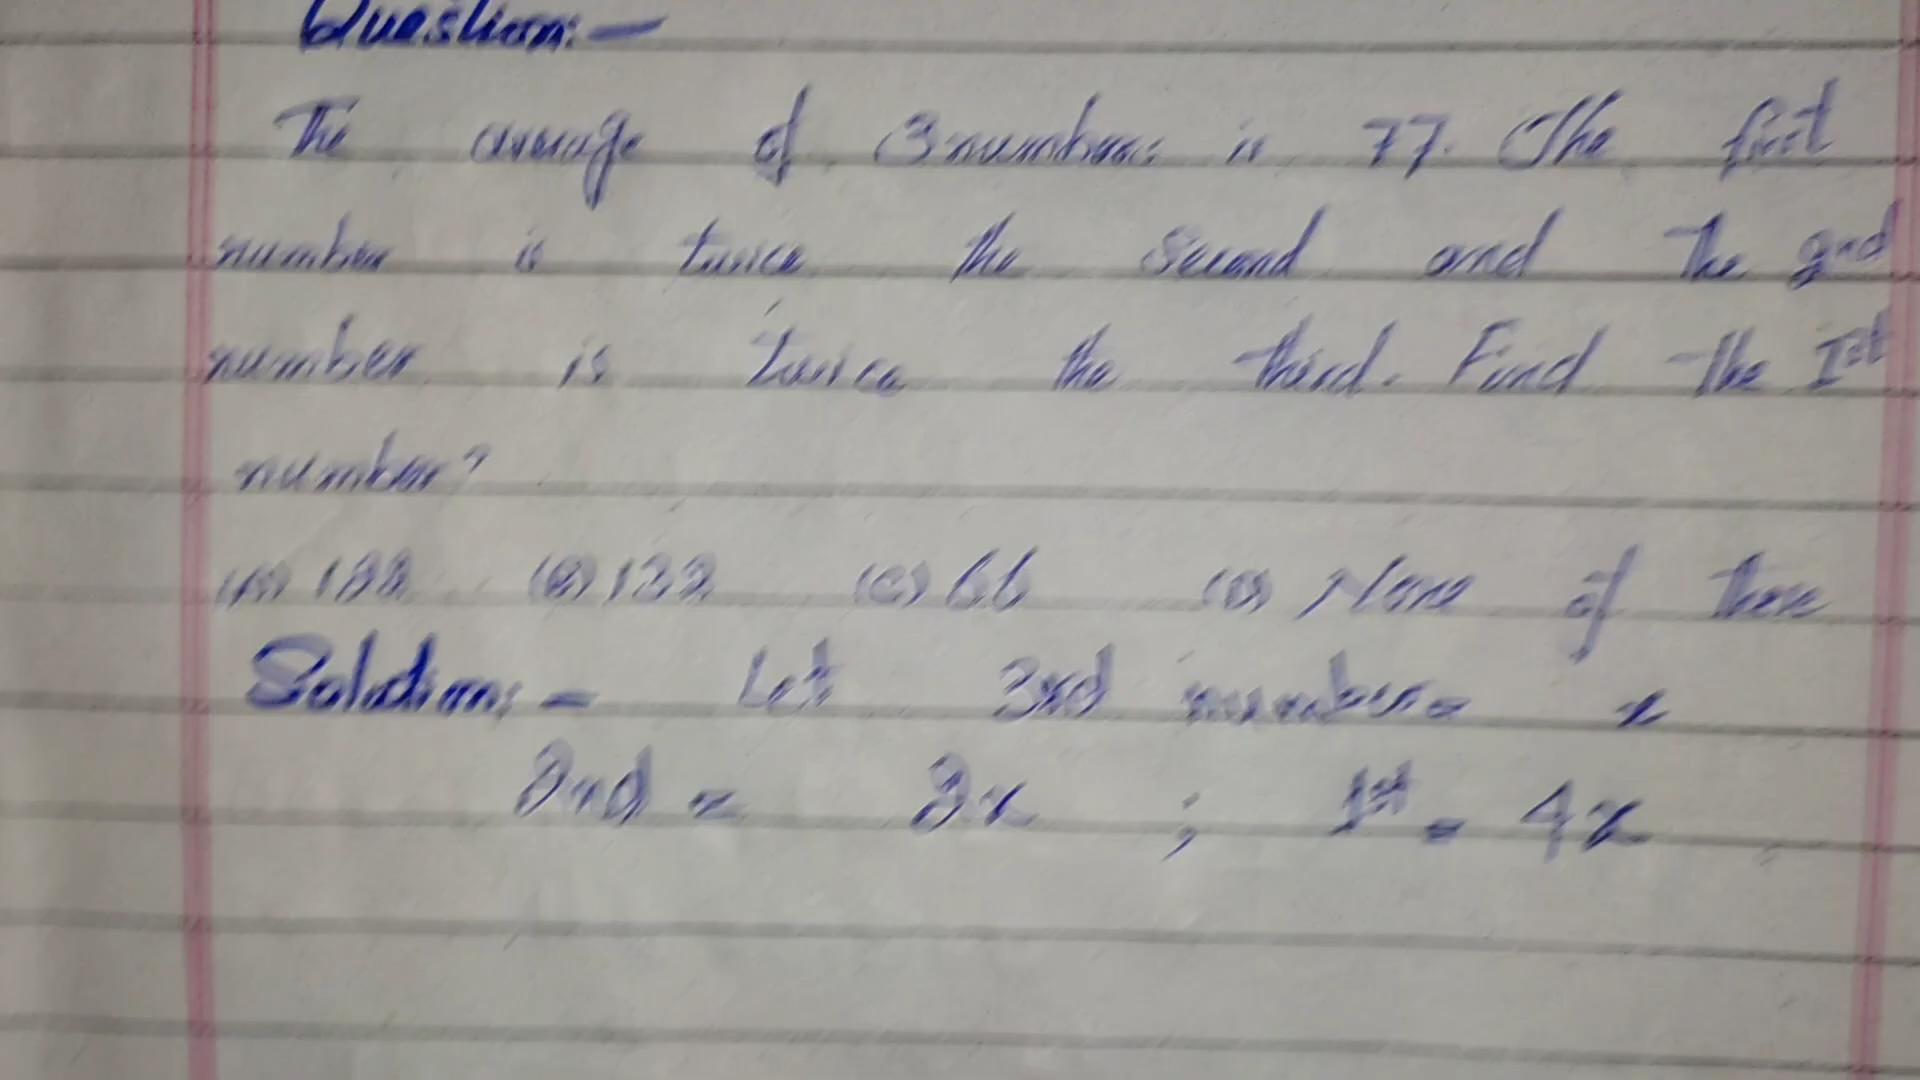 Question:-
The average of 3 numbers is 77. The first
number is twice the second and the 2nd
number is twice the third. Find the Ist
number?
(A) 122 (B) 132 (C) 66 (D) None of these
Solution:- Let 3rd number = x
2nd = 2x ; 1st = 4x